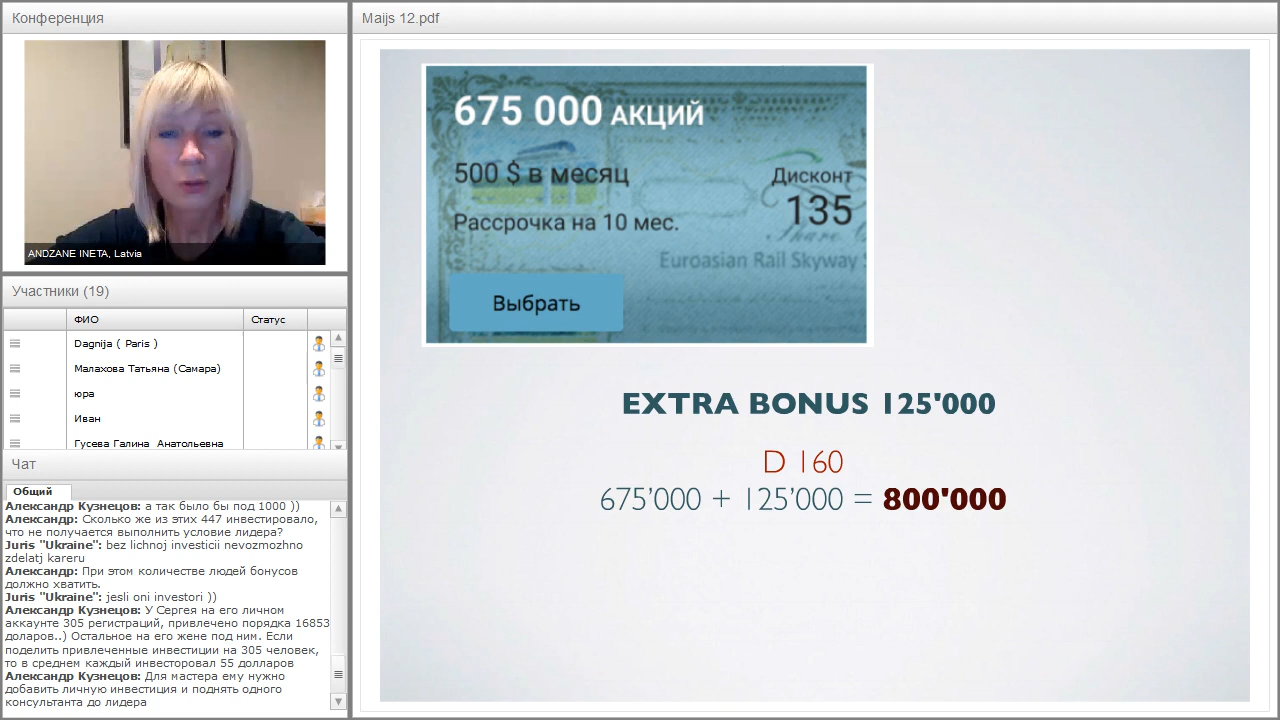 Конференция
ANDZANE INETA, Latvia
Участники (19)
ФИО
Статус
Dagnija ( Paris )
Малахова Татьяна (Самара)
юра
Иван
Гусева Галина Анатольевна
Чат
Общий
Александр Кузнецов: а так было бы под 1000 ))
Александр: Сколько же из этих 447 инвестировало,
что не получается выполнить условие лидера?
Juris "Ukraine": bez lichnoj investicii nevozmozhno
zdelatj kareru
Александр: При этом количестве людей бонусов
должно хватить.
Juris "Ukraine": jesli oni investori ))
Александр Кузнецов: У Сергея на его личном
аккаунте 305 регистраций, привлечено порядка 16853
доларов..) Остальное на его жене под ним. Если
поделить привлеченные инвестиции на 305 человек,
то в среднем каждый инвесторовал 55 долларов
Александр Кузнецов: Для мастера ему нужно
добавить личную инвестиция и поднять одного
консультанта до лидера
Maijs 12.pdf
675 000 АКЦИЙ
500 $ в месяц
Дисконт
135
Рассрочка на 10 мес.
Euroasian Rail Skyway
Выбрать
EXTRA BONUS 125'000
D 160
675’000 + 125’000 = 800'000